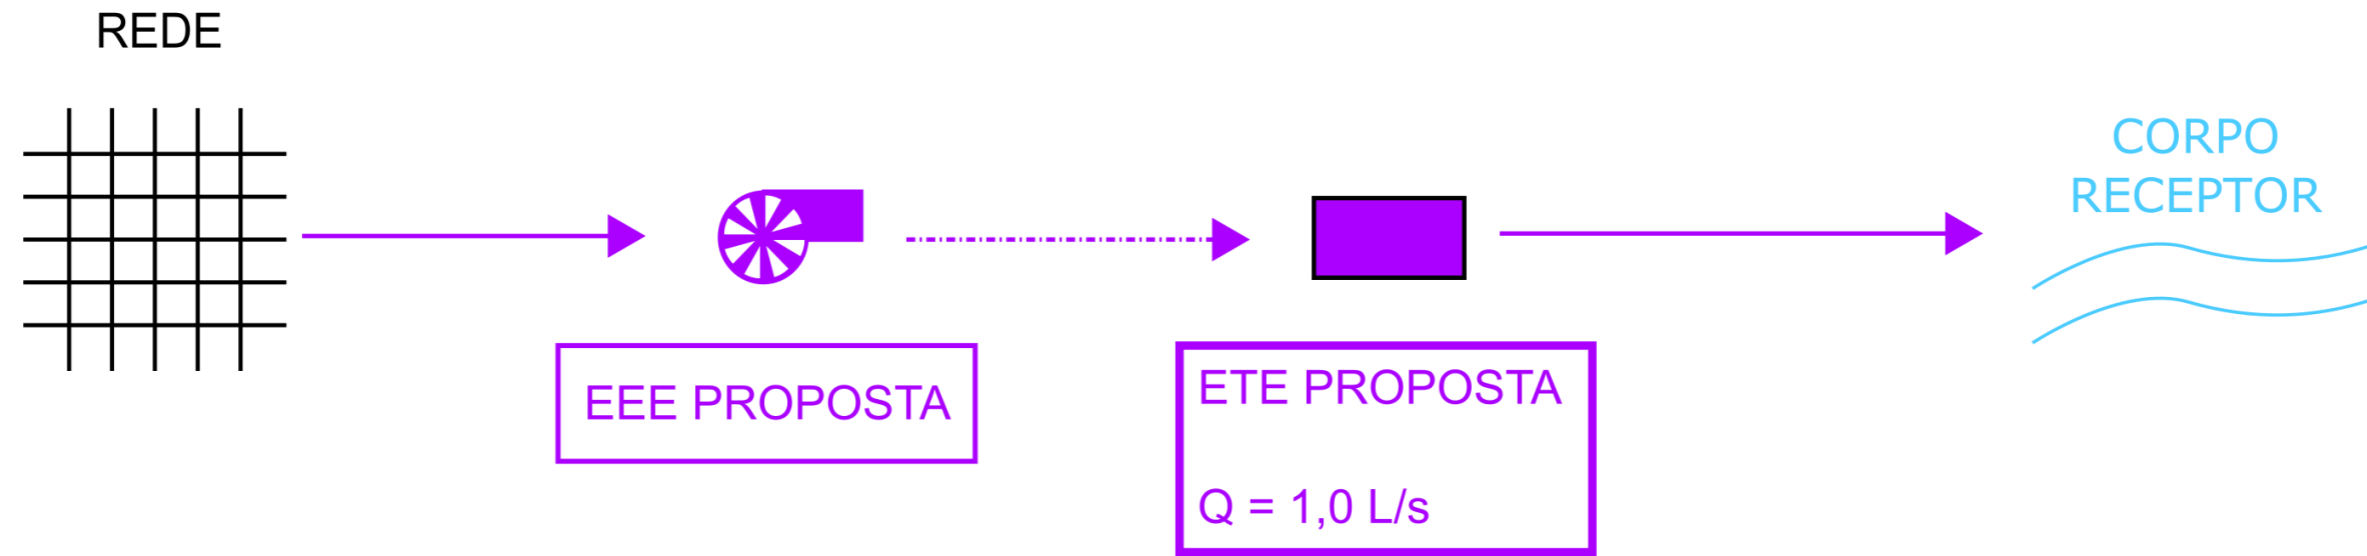 REDE
CORPO
RECEPTOR
EEE PROPOSTA
ETE PROPOSTA
Q = 1,0 L/s